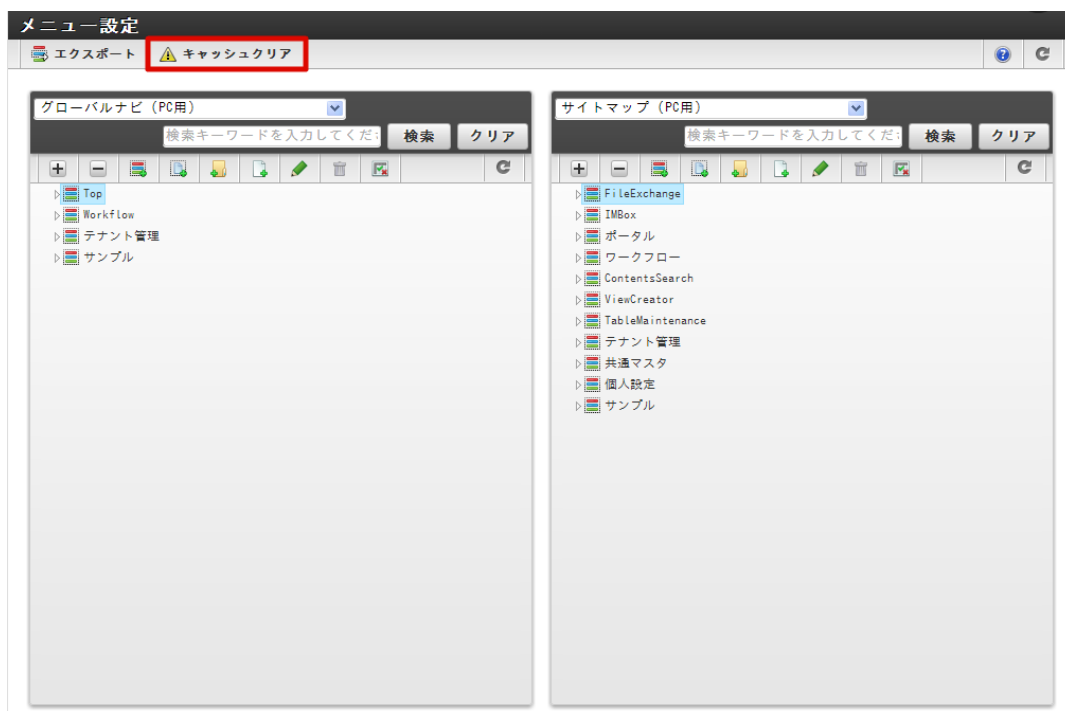 メニュー設定
エクスポート キャッシュクリア
グローバルナビ（PC用）
検索キーワードを入力してくだ 検索 クリア
Top
Workflow
テナント管理
サンプル
サイトマップ（PC用）
検索キーワードを入力してくだ 検索 クリア
FileExchange
IMBox
ポータル
ワークフロー
ContentsSearch
ViewCreator
TableMaintenance
テナント管理
共通マスタ
個人設定
サンプル